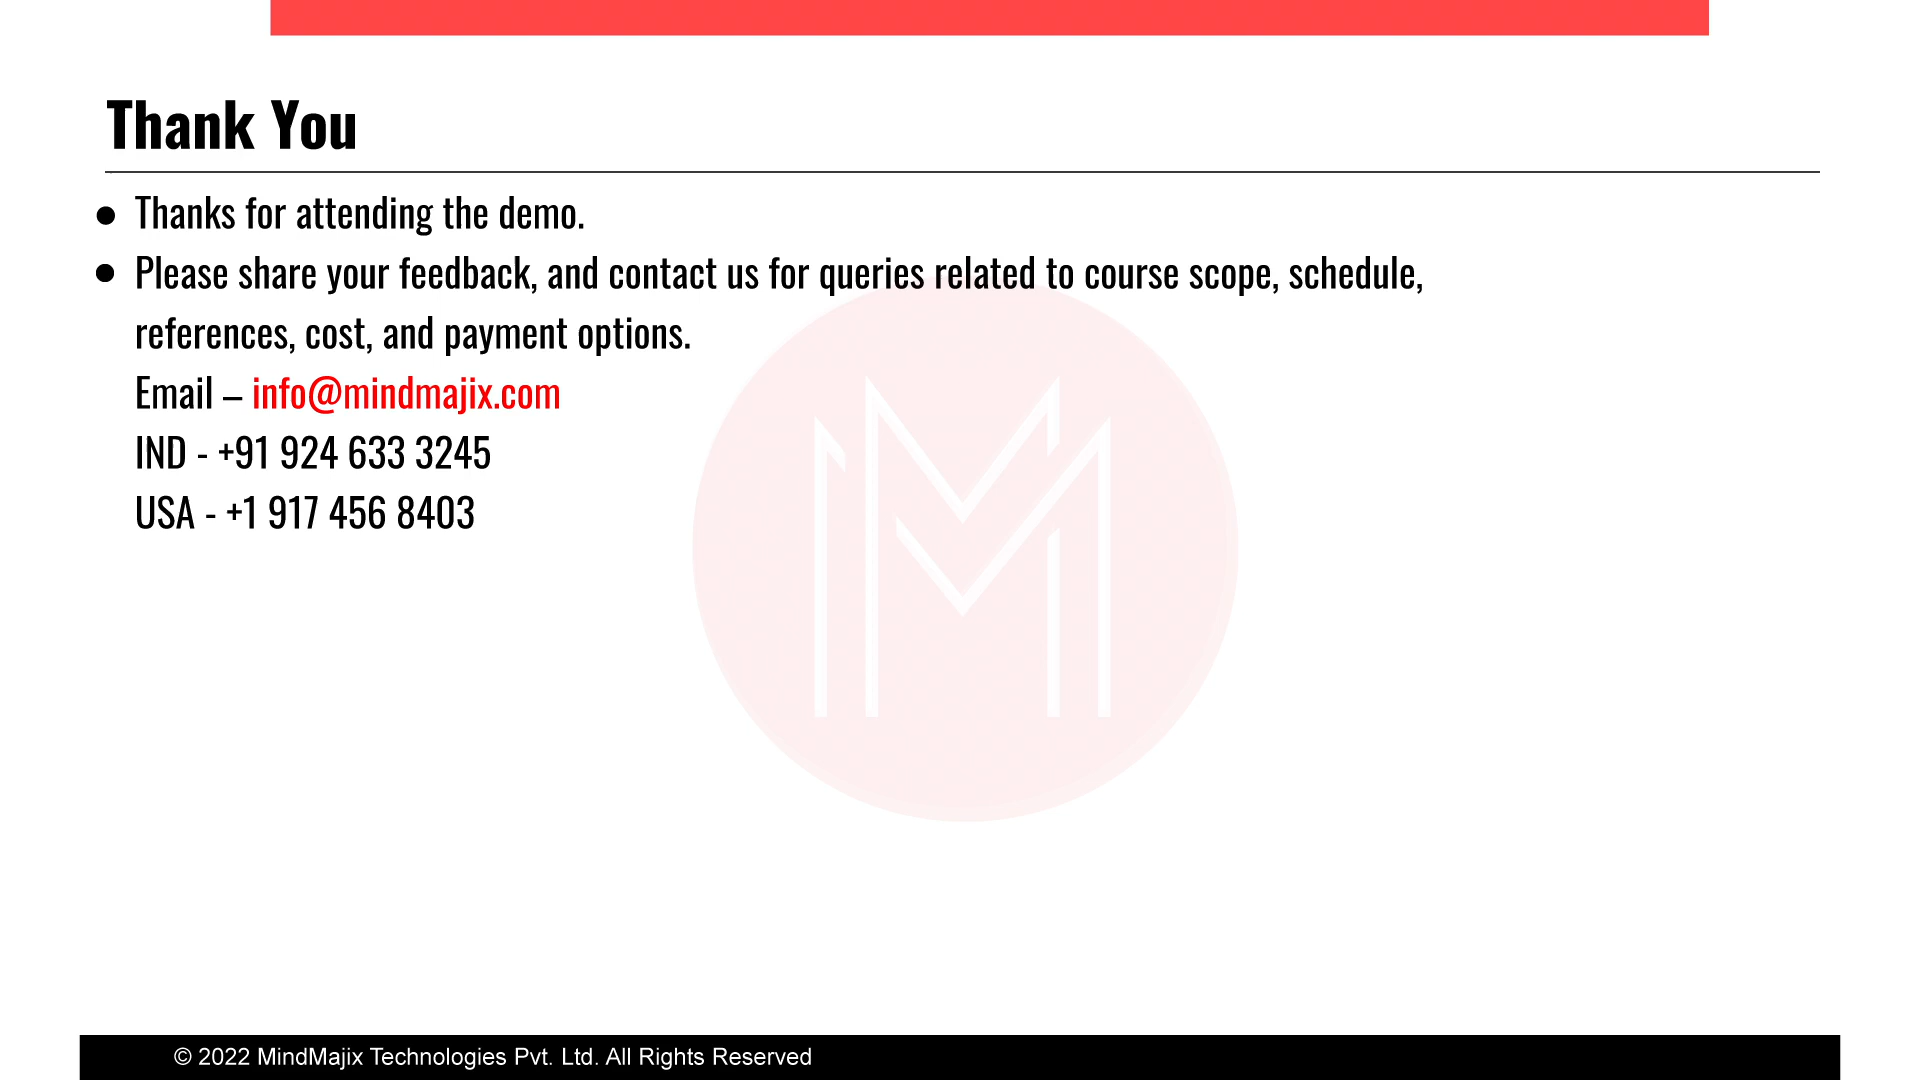 Thank You
● Thanks for attending the demo.
● Please share your feedback, and contact us for queries related to course scope, schedule,
references, cost, and payment options.
Email – info@mindmajix.com
IND - +91 924 633 3245
USA - +1 917 456 8403
© 2022 MindMajix Technologies Pvt. Ltd. All Rights Reserved